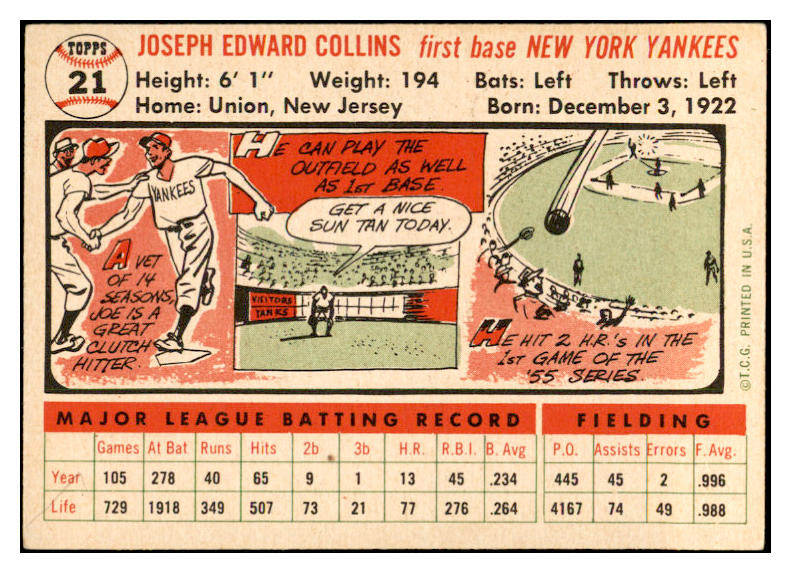 TOPPS
21
JOSEPH EDWARD COLLINS first base NEW YORK YANKEES
Height: 6' 1" Weight: 194 Bats: Left Throws: Left
Home: Union, New Jersey Born: December 3, 1922
YANKEES
A VET
OF 14
SEASONS,
JOE IS A
GREAT
CLUTCH
HITTER.
HE CAN PLAY THE
OUTFIELD AS WELL
AS 1ST BASE.
GET A NICE
SUN TAN TODAY.
VISITORS
YANKS
HE HIT 2 H.R.'s IN THE
1ST GAME OF THE
'55 SERIES.
©T.C.G. PRINTED IN U.S.A.
MAJOR LEAGUE BATTING RECORD FIELDING
Games At Bat Runs Hits 2b 3b H.R. R.B.I. B. Avg P.O. Assists Errors F. Avg.
Year 105 278 40 65 9 1 13 45 .234 445 45 2 .996
Life 729 1918 349 507 73 21 77 276 .264 4167 74 49 .988